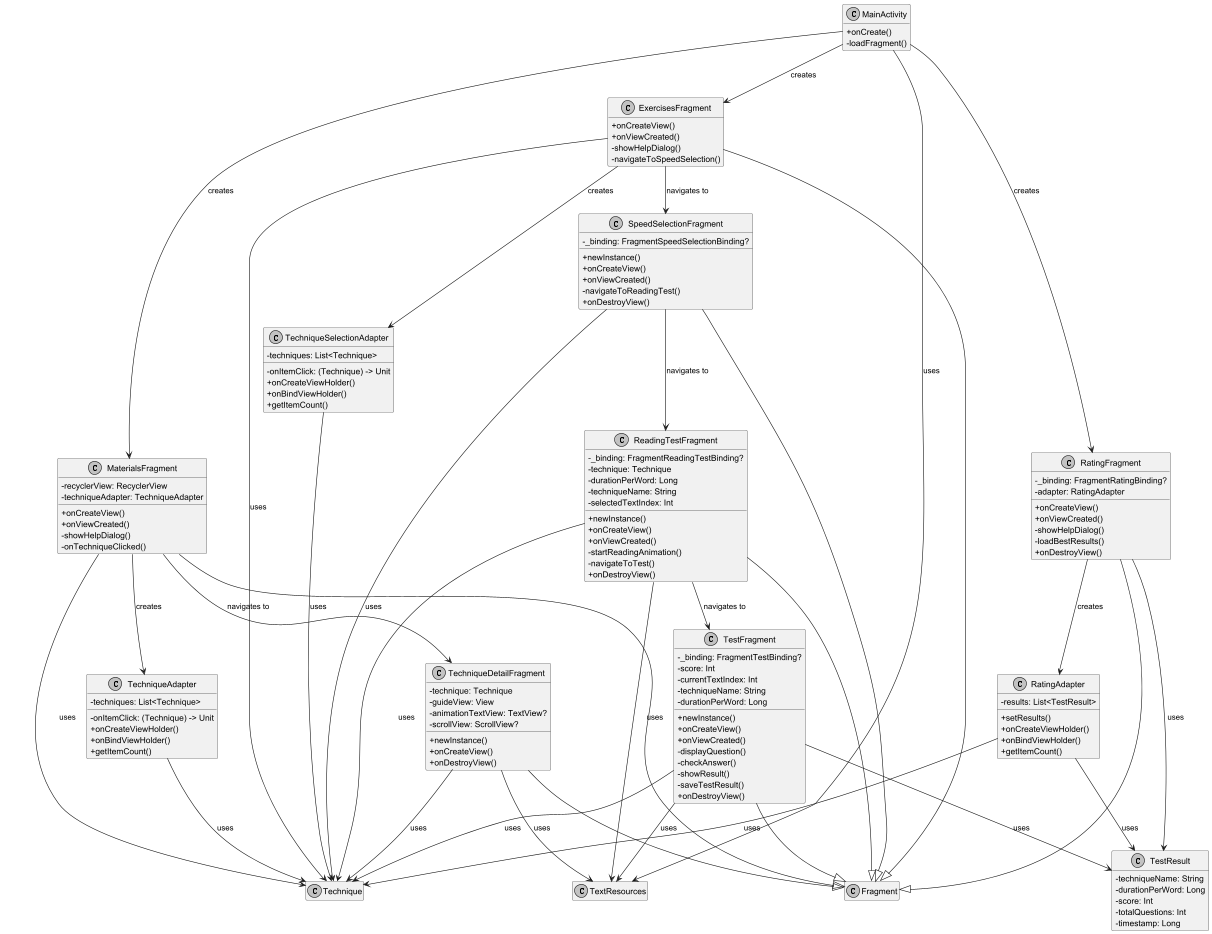 C MainActivity
+onCreate()
-loadFragment()
creates
C ExercisesFragment
+onCreateView()
+onViewCreated()
-showHelpDialog()
-navigateToSpeedSelection()
creates
creates
navigates to
creates
C SpeedSelectionFragment
-_binding: FragmentSpeedSelectionBinding?
+newInstance()
+onCreateView()
+onViewCreated()
-navigateToReadingTest()
+onDestroyView()
C TechniqueSelectionAdapter
-techniques: List<Technique>
-onItemClick: (Technique) -> Unit
+onCreateViewHolder()
+onBindViewHolder()
+getItemCount()
navigates to
uses
C MaterialsFragment
-recyclerView: RecyclerView
-techniqueAdapter: TechniqueAdapter
+onCreateView()
+onViewCreated()
-showHelpDialog()
-onTechniqueClicked()
uses
C ReadingTestFragment
-_binding: FragmentReadingTestBinding?
-technique: Technique
-durationPerWord: Long
-techniqueName: String
-selectedTextIndex: Int
+newInstance()
+onCreateView()
+onViewCreated()
-startReadingAnimation()
-navigateToTest()
+onDestroyView()
C RatingFragment
-_binding: FragmentRatingBinding?
-adapter: RatingAdapter
+onCreateView()
+onViewCreated()
-showHelpDialog()
-loadBestResults()
+onDestroyView()
creates
navigates to
uses
uses
navigates to
creates
C TechniqueAdapter
-techniques: List<Technique>
-onItemClick: (Technique) -> Unit
+onCreateViewHolder()
+onBindViewHolder()
+getItemCount()
C TechniqueDetailFragment
-technique: Technique
-guideView: View
-animationTextView: TextView?
-scrollView: ScrollView?
+newInstance()
+onCreateView()
+onDestroyView()
C TestFragment
-_binding: FragmentTestBinding?
-score: Int
-currentTextIndex: Int
-techniqueName: String
-durationPerWord: Long
+newInstance()
+onCreateView()
+onViewCreated()
-displayQuestion()
-checkAnswer()
-showResult()
-saveTestResult()
+onDestroyView()
C RatingAdapter
-results: List<TestResult>
+setResults()
+onCreateViewHolder()
+onBindViewHolder()
+getItemCount()
uses
uses
uses
uses
uses
uses
uses
uses
uses
uses
uses
C Technique
C TextResources
C Fragment
C TestResult
-techniqueName: String
-durationPerWord: Long
-score: Int
-totalQuestions: Int
-timestamp: Long